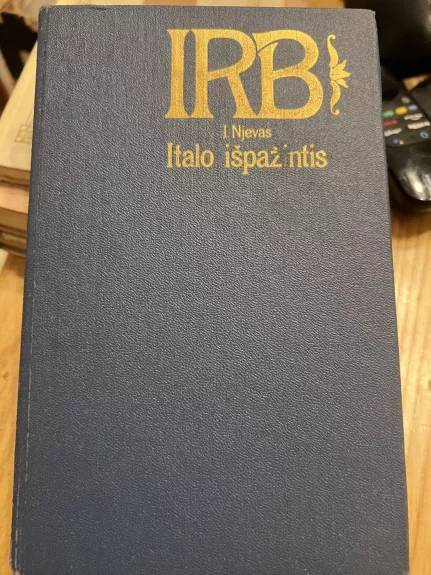 IRB
I. Njevas
Italo išpažintis